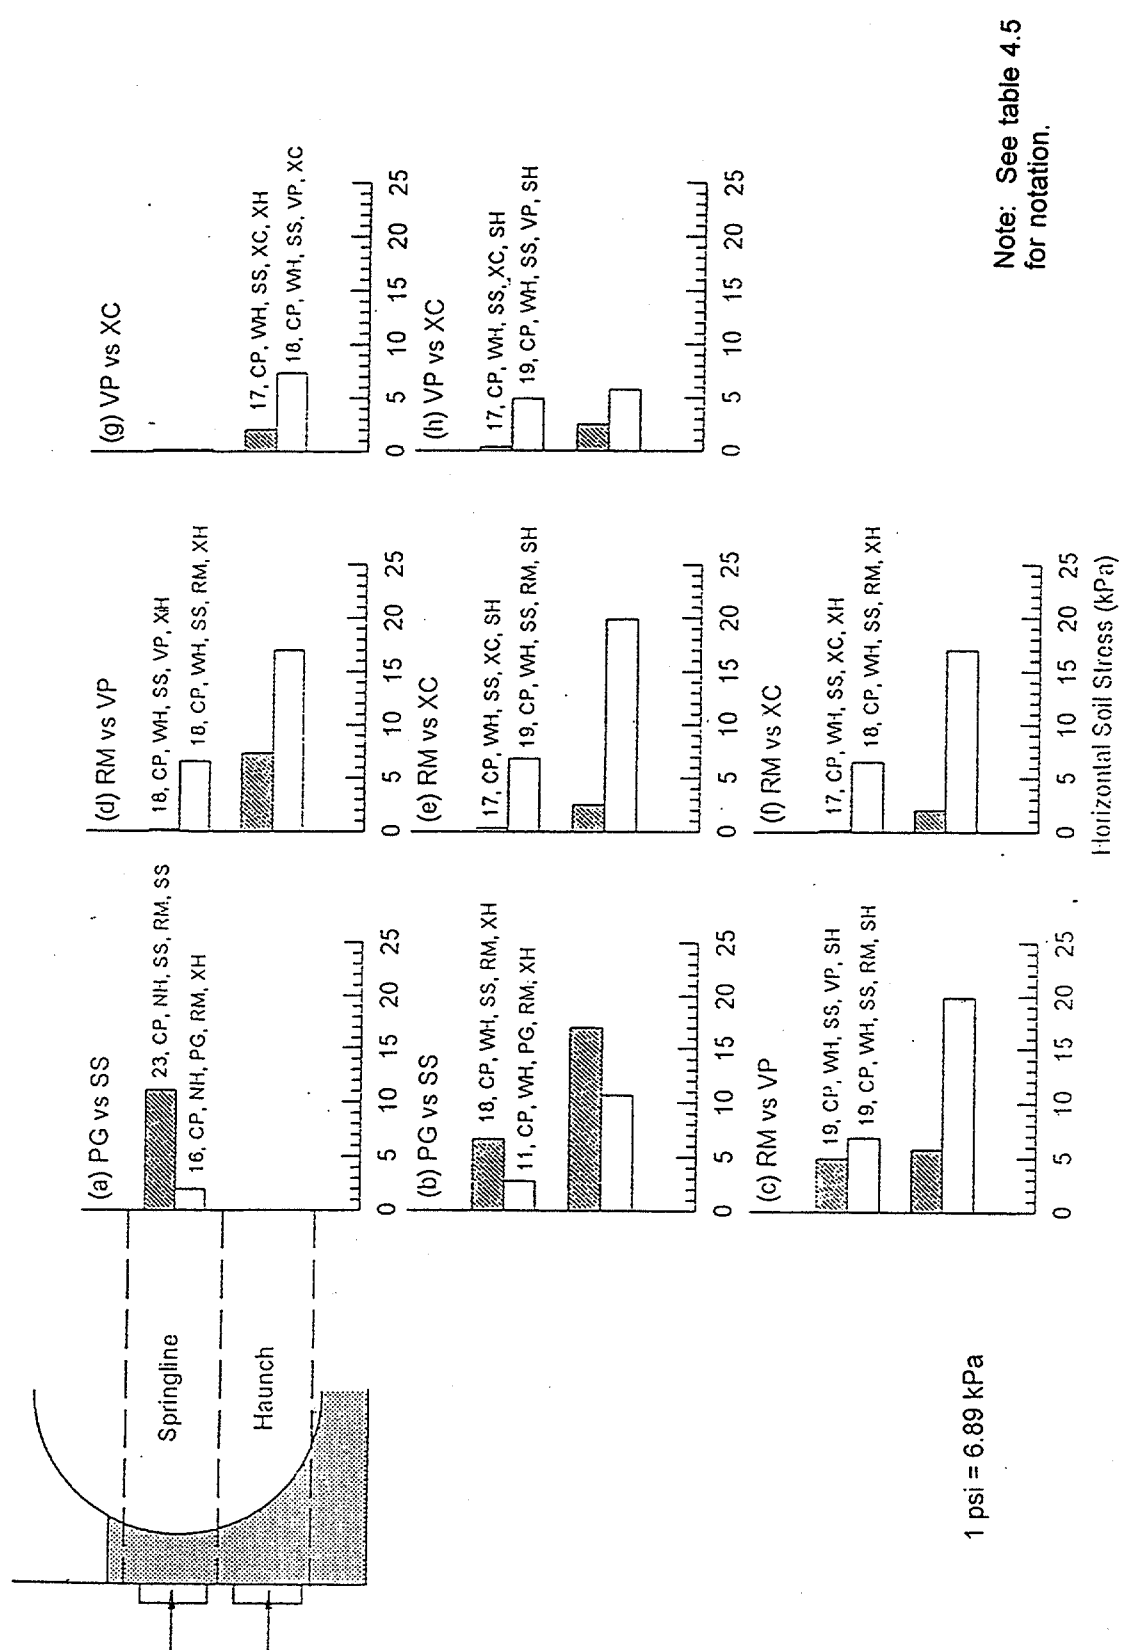 Springline
Haunch
(a) PG vs SS
23, CP, NH, SS, RM, SS
16, CP, NH, PG, RM, XH
0 5 10 15 20 25
(b) PG vs SS
18, CP, WH, SS, RM, XH
11, CP, WH, PG, RM, XH
0 5 10 15 20 25
(c) RM vs VP
19, CP, WH, SS, VP, SH
19, CP, WH, SS, RM, SH
0 5 10 15 20 25
(d) RM vs VP
18, CP, WH, SS, VP, XH
18, CP, WH, SS, RM, XH
0 5 10 15 20 25
(e) RM vs XC
17, CP, WH, SS, XC, SH
19, CP, WH, SS, RM, SH
0 5 10 15 20 25
(f) RM vs XC
17, CP, WH, SS, XC, XH
18, CP, WH, SS, RM, XH
0 5 10 15 20 25
Horizontal Soil Stress (kPa)
(g) VP vs XC
17, CP, WH, SS, XC, XH
18, CP, WH, SS, VP, XC
0 5 10 15 20 25
(h) VP vs XC
17, CP, WH, SS, XC, SH
19, CP, WH, SS, VP, SH
0 5 10 15 20 25
1 psi = 6.89 kPa
Note: See table 4.5
for notation.